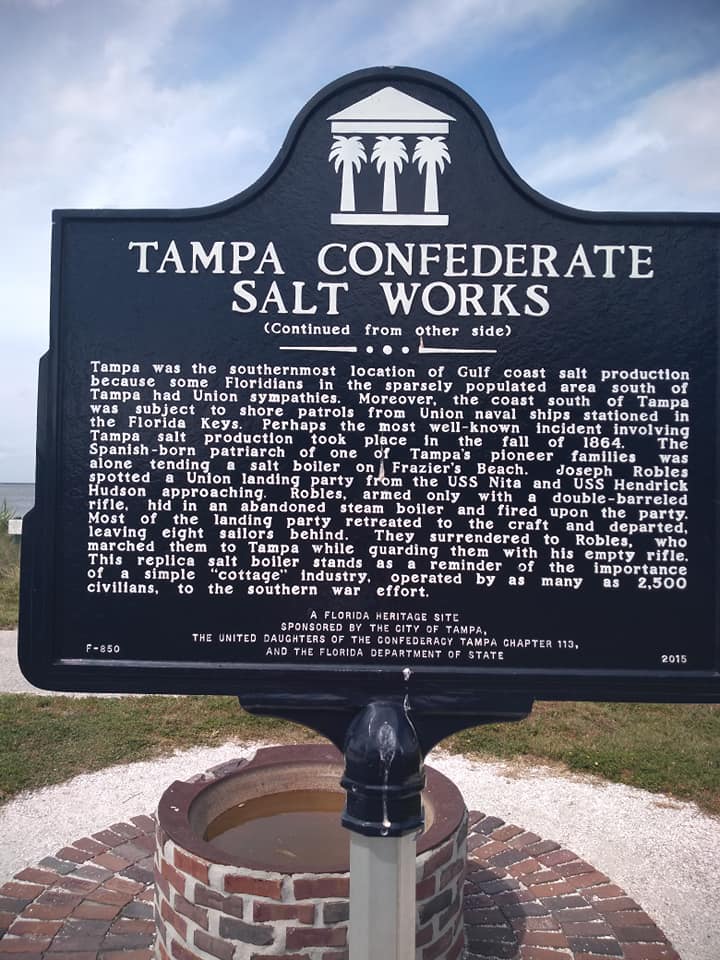 TAMPA CONFEDERATE
SALT WORKS
(Continued from other side)
Tampa was the southernmost location of Gulf coast salt production
because some Floridians in the sparsely populated area south of
Tampa had Union sympathies. Moreover, the coast south of Tampa
was subject to shore patrols from Union naval ships stationed in
the Florida Keys. Perhaps the most well-known incident involving
Tampa salt production took place in the fall of 1864. The
Spanish-born patriarch of one of Tampa's pioneer families was
alone tending a salt boiler on Frazier's Beach. Joseph Robles
spotted a Union landing party from the USS Nita and USS Hendrick
Hudson approaching. Robles, armed only with a double-barreled
rifle, hid in an abandoned steam boiler and fired upon the party.
Most of the landing party retreated to the craft and departed,
leaving eight sailors behind. They surrendered to Robles, who
marched them to Tampa while guarding them with his empty rifle.
This replica salt boiler stands as a reminder of the importance
of a simple "cottage" industry, operated by as many as 2,500
civilians, to the southern war effort.
A FLORIDA HERITAGE SITE
SPONSORED BY THE CITY OF TAMPA,
THE UNITED DAUGHTERS OF THE CONFEDERACY TAMPA CHAPTER 113,
AND THE FLORIDA DEPARTMENT OF STATE
F-850 2015